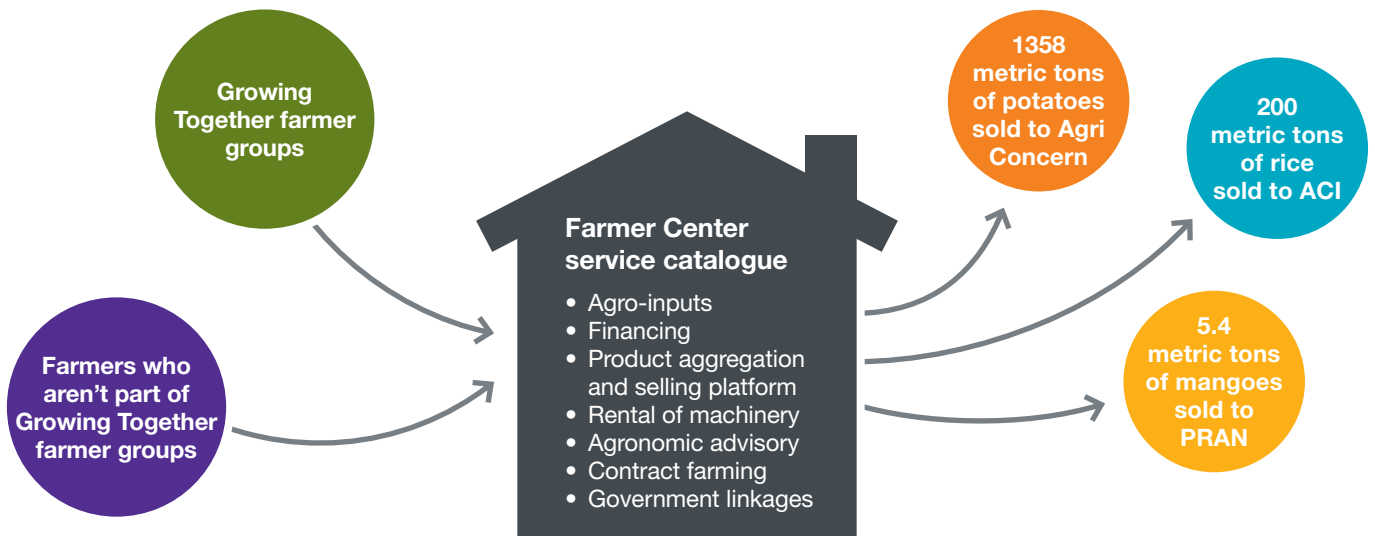 Growing
Together farmer
groups
Farmers who
aren’t part of
Growing Together
farmer groups
Farmer Center
service catalogue
• Agro-inputs
• Financing
• Product aggregation
and selling platform
• Rental of machinery
• Agronomic advisory
• Contract farming
• Government linkages
1358
metric tons
of potatoes
sold to Agri
Concern
200
metric tons
of rice
sold to ACI
5.4
metric tons
of mangoes
sold to
PRAN